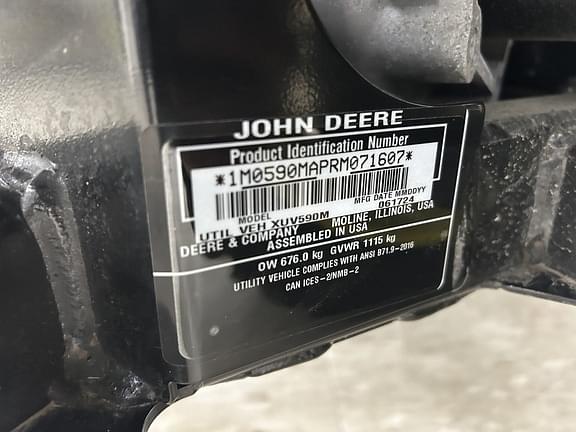 JOHN DEERE
Product Identification Number
*1M0590MAPRM071607*
MODEL MFG DATE MMDDYY
UTIL VEH XUV590M 061724
DEERE & COMPANY MOLINE, ILLINOIS, USA
ASSEMBLED IN USA
OW 676.0 kg GVWR 1115 kg
UTILITY VEHICLE COMPLIES WITH ANSI B71.9-2016
CAN ICES-2/NMB-2